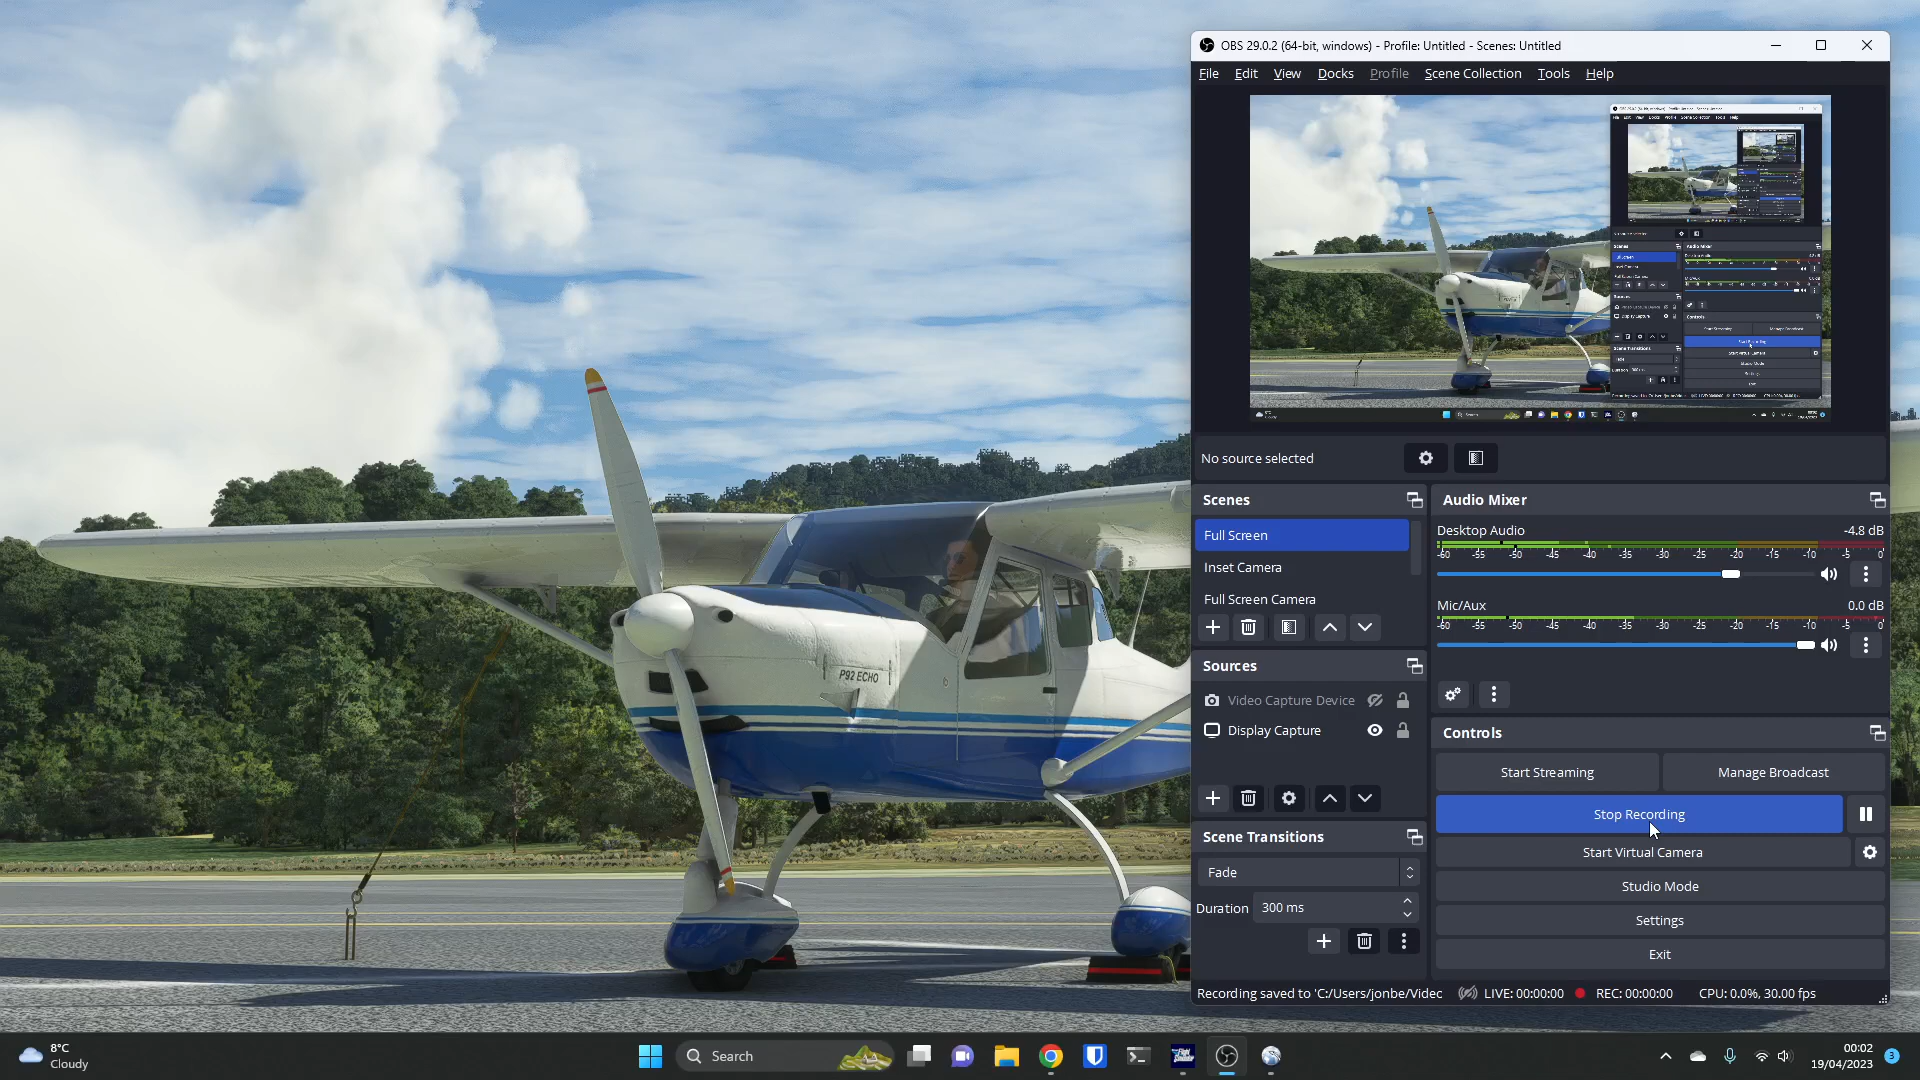 OBS 29.0.2 (64-bit, windows) - Profile: Untitled - Scenes: Untitled
File Edit View Docks Profile Scene Collection Tools Help
No source selected
Scenes
Full Screen
Inset Camera
Full Screen Camera
Sources
Video Capture Device
Display Capture
Scene Transitions
Fade
Duration 300 ms
Audio Mixer
Desktop Audio -4.8 dB
-60 -55 -50 -45 -40 -35 -30 -25 -20 -15 -10 -5 0
Mic/Aux 0.0 dB
-60 -55 -50 -45 -40 -35 -30 -25 -20 -15 -10 -5 0
Controls
Start Streaming Manage Broadcast
Stop Recording
Start Virtual Camera
Studio Mode
Settings
Exit
Recording saved to 'C:/Users/jonbe/Videc LIVE: 00:00:00 REC: 00:00:00 CPU: 0.0%, 30.00 fps
P92 ECHO
8°C
Cloudy
Search
00:02
19/04/2023
3